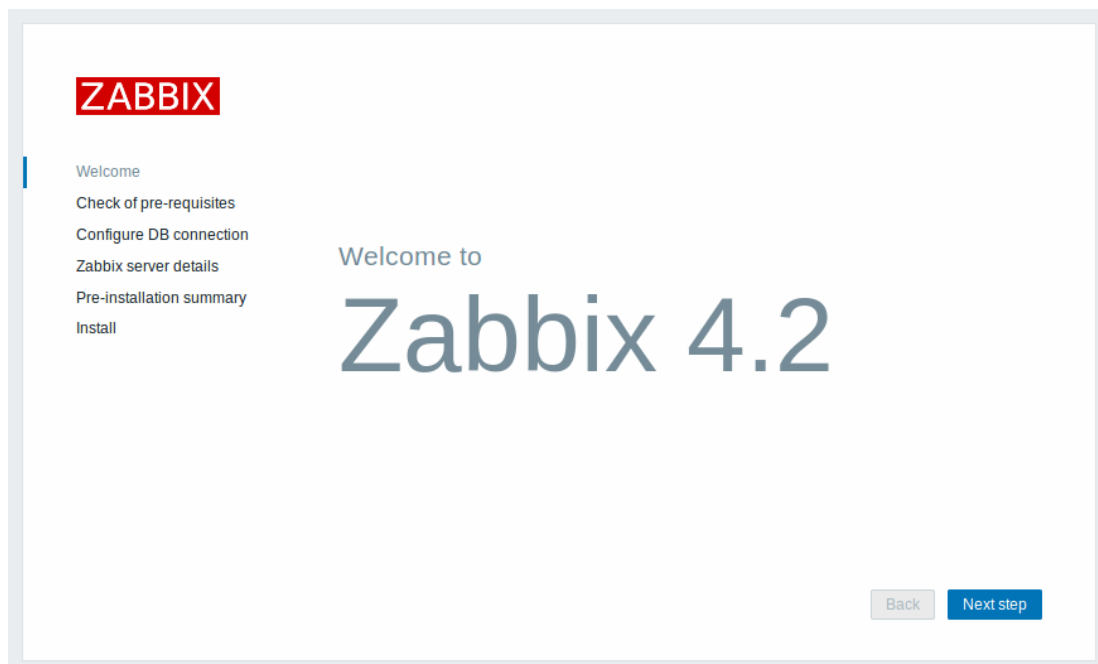 ZABBIX
Welcome
Check of pre-requisites
Configure DB connection
Zabbix server details
Pre-installation summary
Install
Welcome to
Zabbix 4.2
Back
Next step